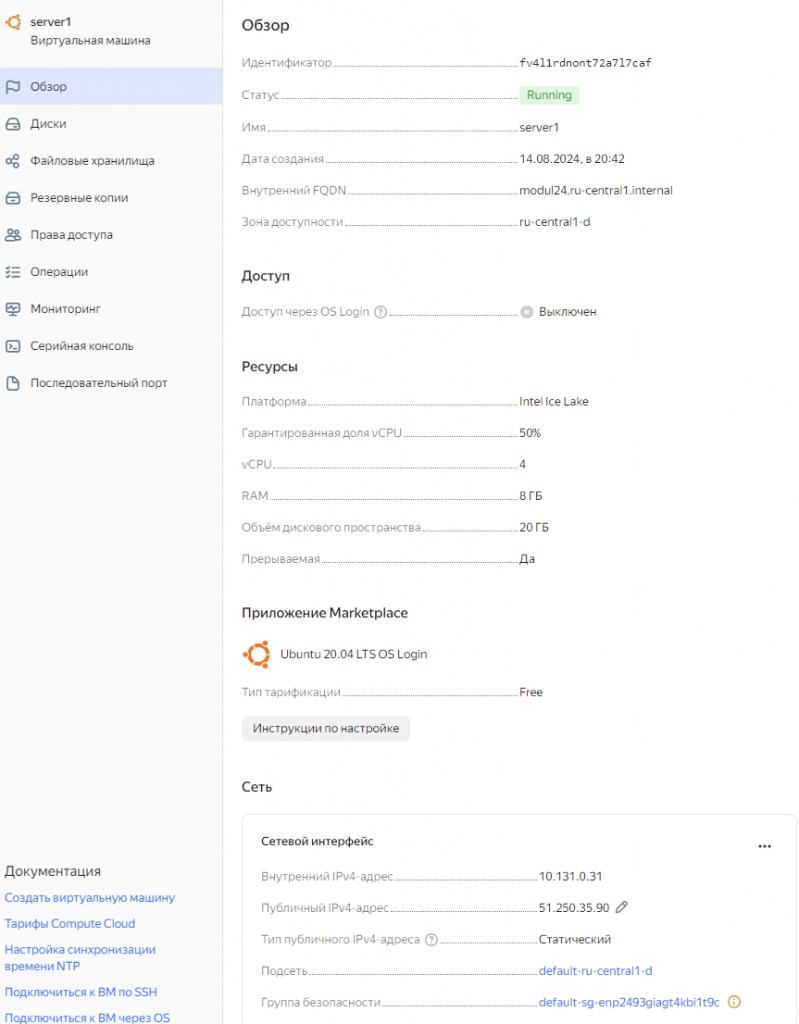 server1
Виртуальная машина
Обзор
Диски
Файловые хранилища
Резервные копии
Права доступа
Операции
Мониторинг
Серийная консоль
Последовательный порт
Документация
Создать виртуальную машину
Тарифы Compute Cloud
Настройка синхронизации
времени NTP
Подключиться к ВМ по SSH
Подключиться к ВМ через OS
Обзор
Идентификатор fv4l1rdnont72a7l7caf
Статус Running
Имя server1
Дата создания 14.08.2024, в 20:42
Внутренний FQDN modul24.ru-central1.internal
Зона доступности ru-central1-d
Доступ
Доступ через OS Login Выключен
Ресурсы
Платформа Intel Ice Lake
Гарантированная доля vCPU 50%
vCPU 4
RAM 8 ГБ
Объём дискового пространства 20 ГБ
Прерываемая Да
Приложение Marketplace
Ubuntu 20.04 LTS OS Login
Тип тарификации Free
Инструкции по настройке
Сеть
Сетевой интерфейс
Внутренний IPv4-адрес 10.131.0.31
Публичный IPv4-адрес 51.250.35.90
Тип публичного IPv4-адреса Статический
Подсеть default-ru-central1-d
Группа безопасности default-sg-enp2493giagt4kbi1t9c